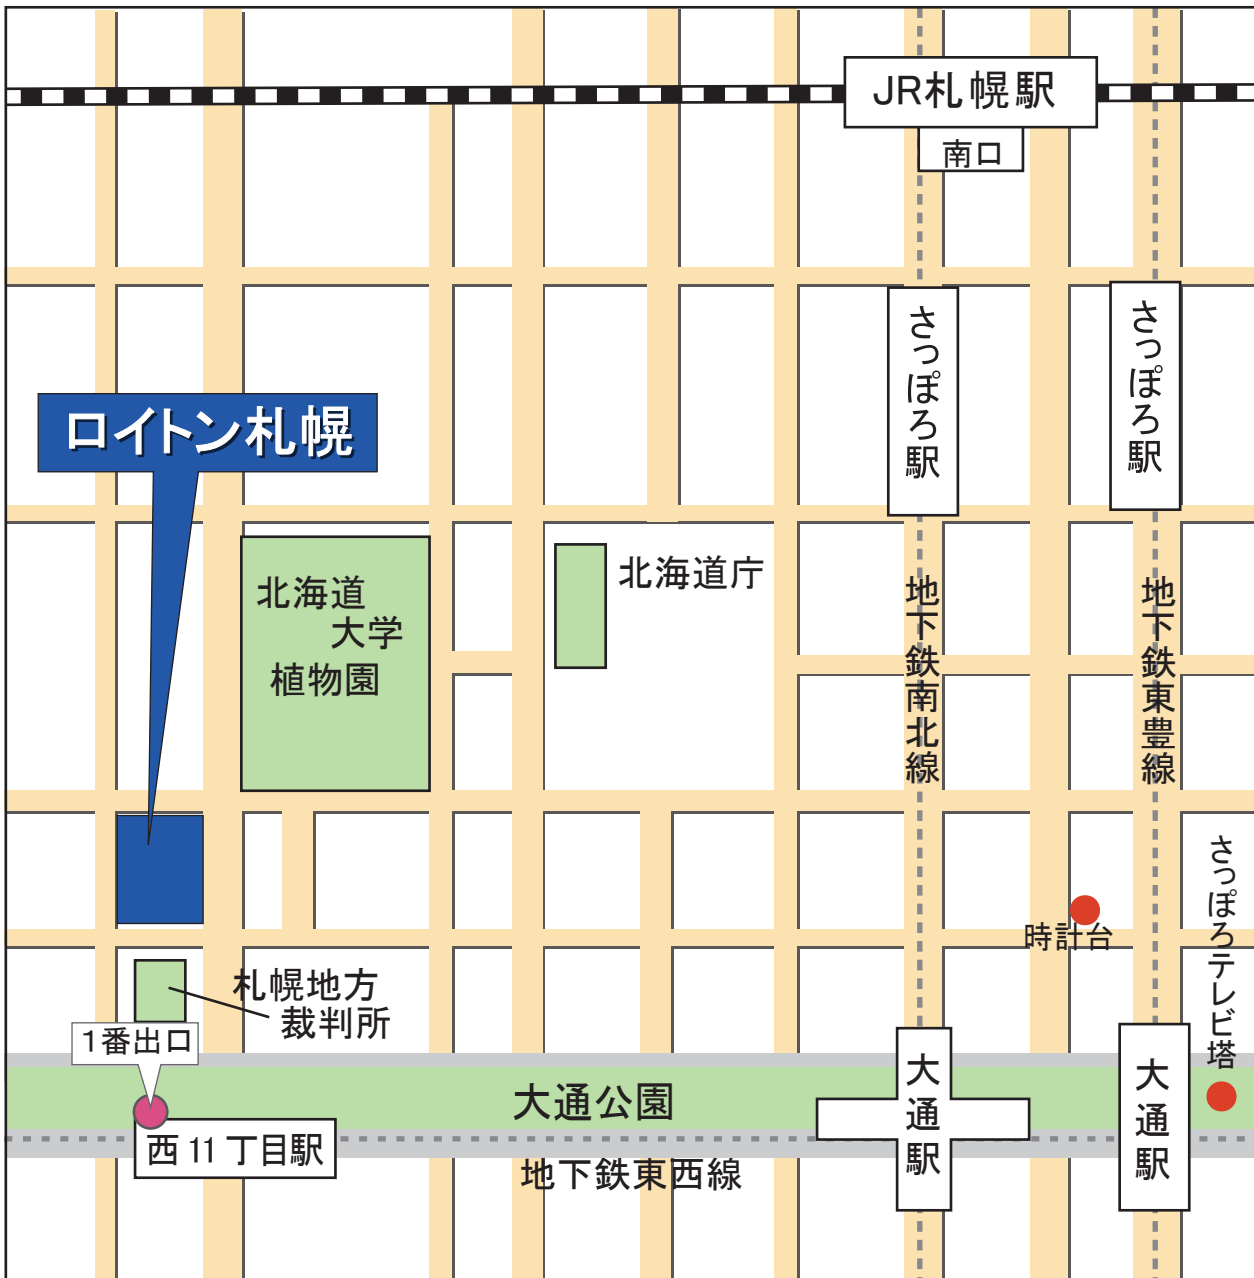 JR札幌駅
南口
さっぽろ駅
さっぽろ駅
ロイトン札幌
北海道
大学
植物園
北海道庁
地下鉄南北線
地下鉄東豊線
さっぽろテレビ塔
時計台
札幌地方
裁判所
1番出口
大通公園
大通駅
大通駅
西11丁目駅
地下鉄東西線